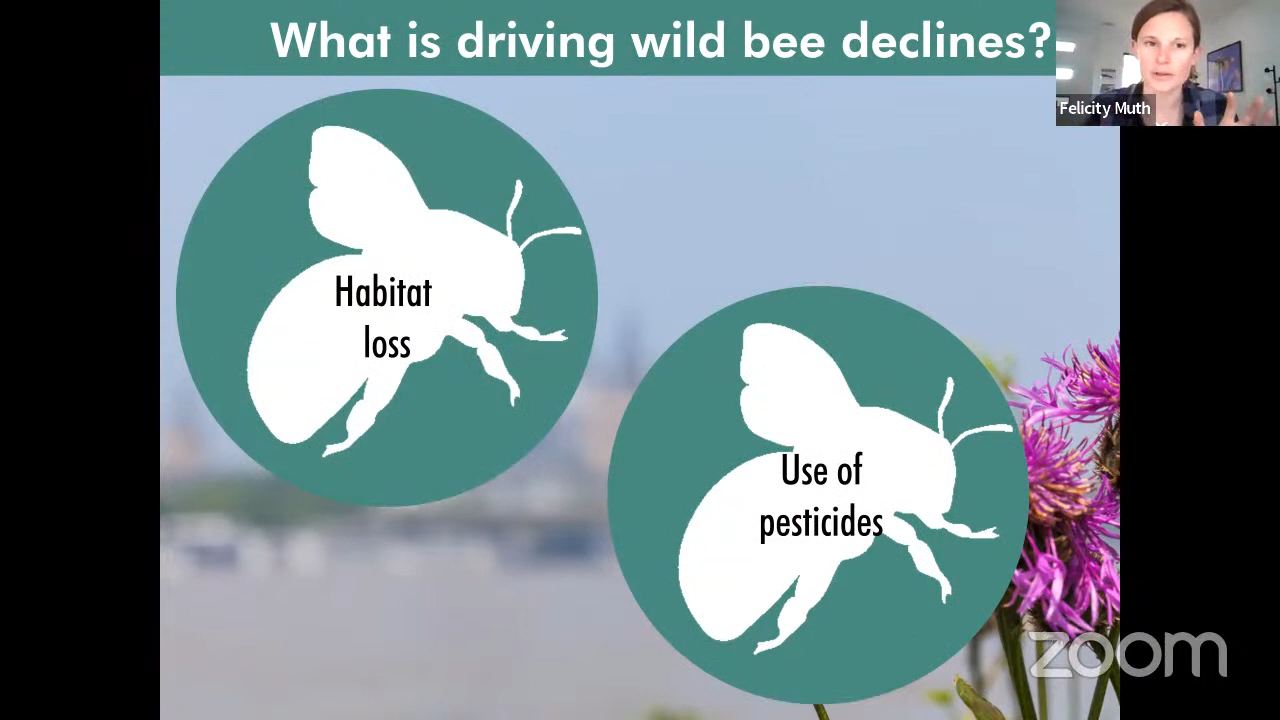 What is driving wild bee declines?
Felicity Muth
Habitat
loss
Use of
pesticides
zoom